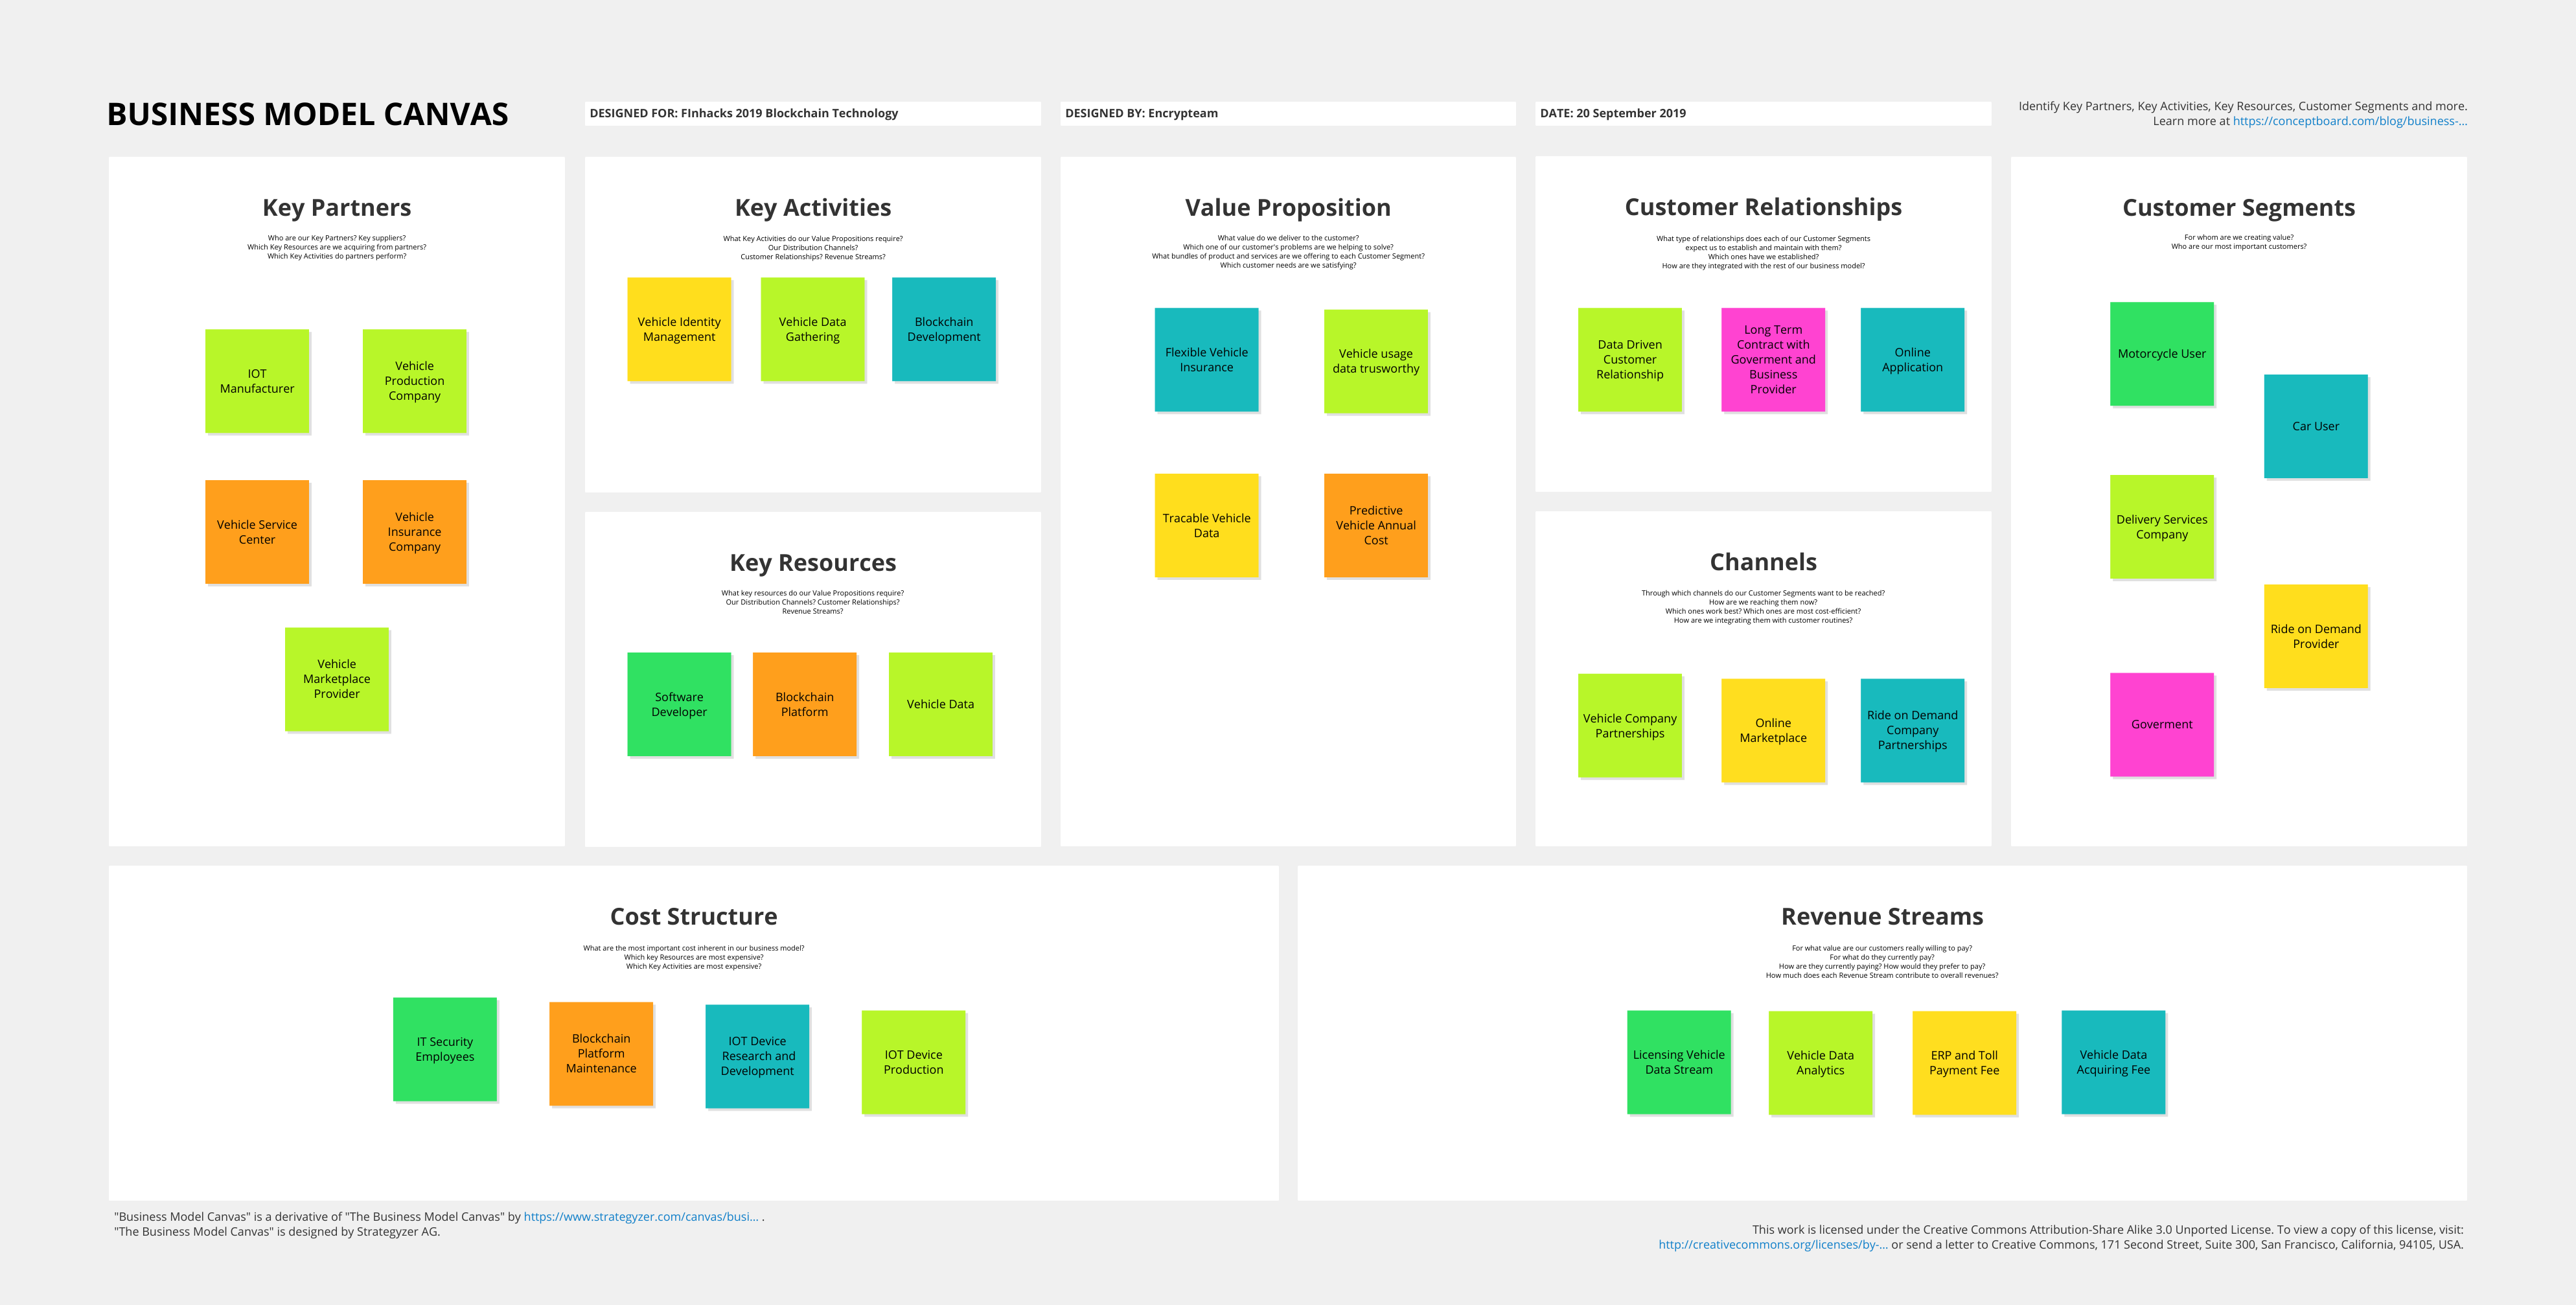 BUSINESS MODEL CANVAS
DESIGNED FOR: FInhacks 2019 Blockchain Technology
DESIGNED BY: Encrypteam
DATE: 20 September 2019
Identify Key Partners, Key Activities, Key Resources, Customer Segments and more.
Learn more at https://conceptboard.com/blog/business-...
Key Partners
Who are our Key Partners? Key suppliers?
Which Key Resources are we acquiring from partners?
Which Key Activities do partners perform?
IOT
Manufacturer
Vehicle
Production
Company
Vehicle Service
Center
Vehicle
Insurance
Company
Vehicle
Marketplace
Provider
Key Activities
What Key Activities do our Value Propositions require?
Our Distribution Channels?
Customer Relationships? Revenue Streams?
Vehicle Identity
Management
Vehicle Data
Gathering
Blockchain
Development
Key Resources
What key resources do our Value Propositions require?
Our Distribution Channels? Customer Relationships?
Revenue Streams?
Software
Developer
Blockchain
Platform
Vehicle Data
Value Proposition
What value do we deliver to the customer?
Which one of our customer's problems are we helping to solve?
What bundles of product and services are we offering to each Customer Segment?
Which customer needs are we satisfying?
Flexible Vehicle
Insurance
Vehicle usage
data trusworthy
Tracable Vehicle
Data
Predictive
Vehicle Annual
Cost
Customer Relationships
What type of relationships does each of our Customer Segments
expect us to establish and maintain with them?
Which ones have we established?
How are they integrated with the rest of our business model?
Data Driven
Customer
Relationship
Long Term
Contract with
Goverment and
Business
Provider
Online
Application
Channels
Through which channels do our Customer Segments want to be reached?
How are we reaching them now?
Which ones work best? Which ones are most cost-efficient?
How are we integrating them with customer routines?
Vehicle Company
Partnerships
Online
Marketplace
Ride on Demand
Company
Partnerships
Customer Segments
For whom are we creating value?
Who are our most important customers?
Motorcycle User
Car User
Delivery Services
Company
Ride on Demand
Provider
Goverment
Cost Structure
What are the most important cost inherent in our business model?
Which key Resources are most expensive?
Which Key Activities are most expensive?
IT Security
Employees
Blockchain
Platform
Maintenance
IOT Device
Research and
Development
IOT Device
Production
Revenue Streams
For what value are our customers really willing to pay?
For what do they currently pay?
How are they currently paying? How would they prefer to pay?
How much does each Revenue Stream contribute to overall revenues?
Licensing Vehicle
Data Stream
Vehicle Data
Analytics
ERP and Toll
Payment Fee
Vehicle Data
Acquiring Fee
"Business Model Canvas" is a derivative of "The Business Model Canvas" by https://www.strategyzer.com/canvas/busi... .
"The Business Model Canvas" is designed by Strategyzer AG.
This work is licensed under the Creative Commons Attribution-Share Alike 3.0 Unported License. To view a copy of this license, visit:
http://creativecommons.org/licenses/by-... or send a letter to Creative Commons, 171 Second Street, Suite 300, San Francisco, California, 94105, USA.